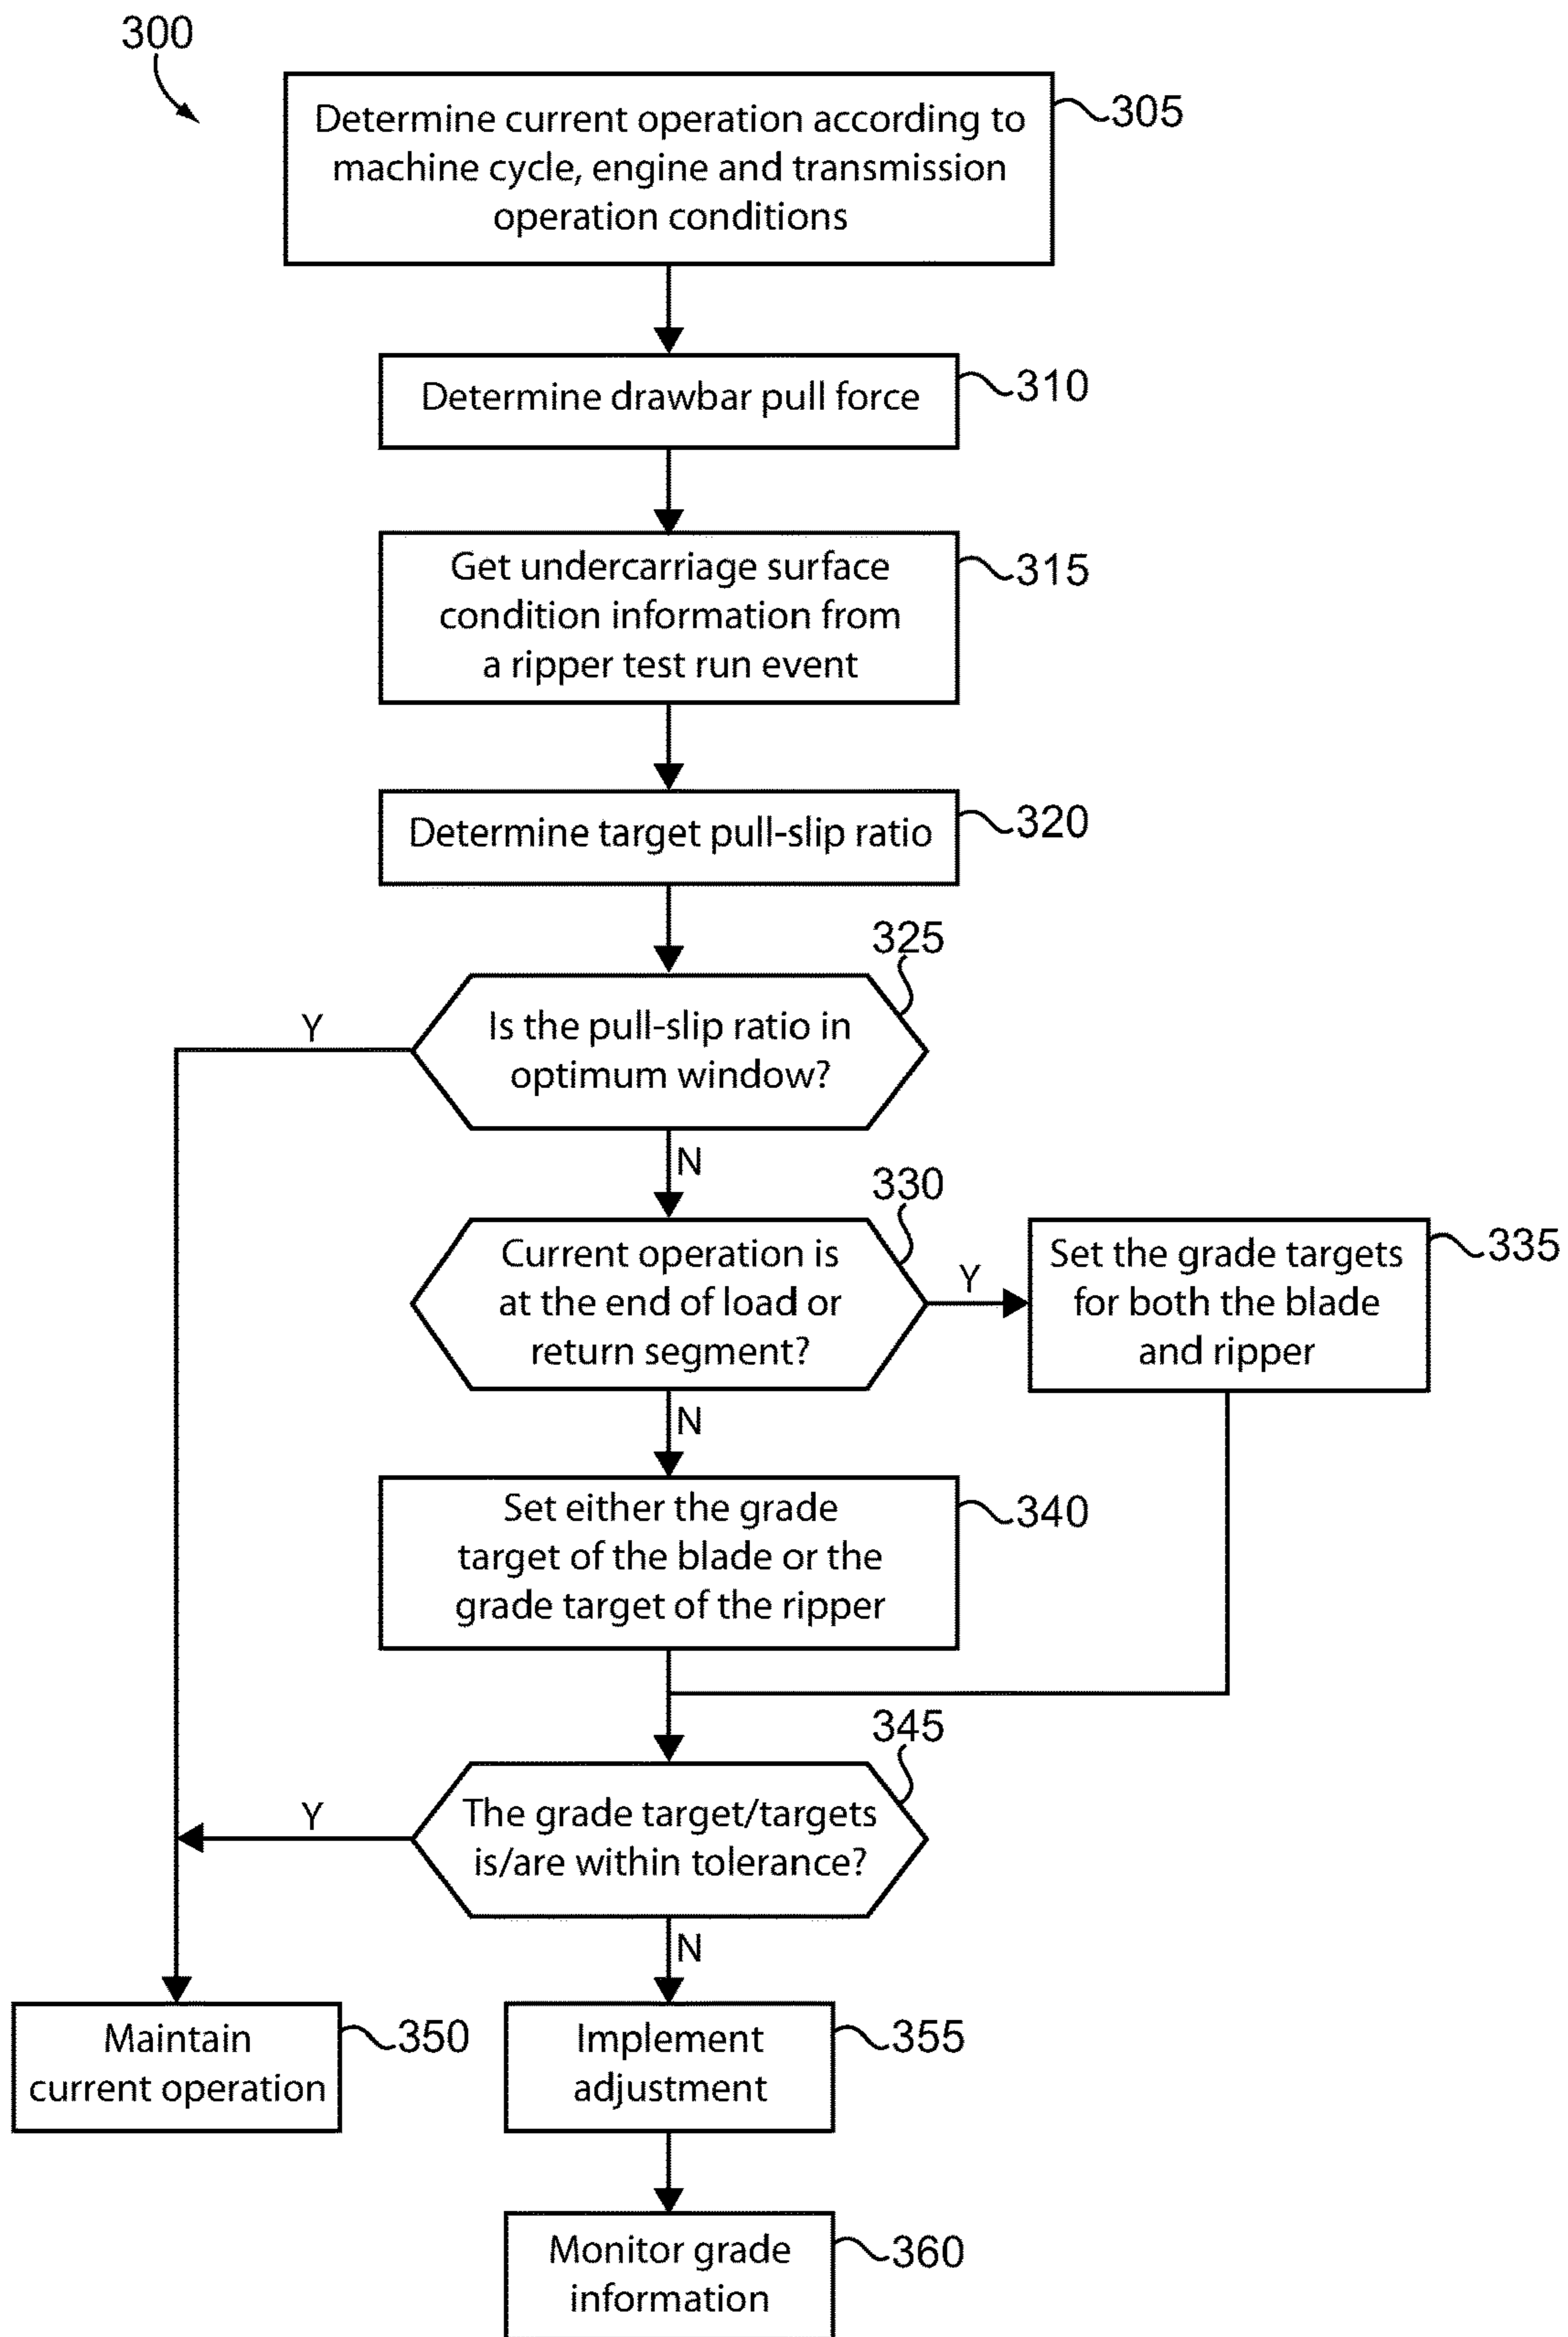 300
Determine current operation according to
machine cycle, engine and transmission
operation conditions
305
Determine drawbar pull force
310
Get undercarriage surface
condition information from
a ripper test run event
315
Determine target pull-slip ratio
320
325
Is the pull-slip ratio in
optimum window?
Y
N
330
Current operation is
at the end of load or
return segment?
Y
Set the grade targets
for both the blade
and ripper
335
N
Set either the grade
target of the blade or the
grade target of the ripper
340
345
The grade target/targets
is/are within tolerance?
Y
N
Maintain
current operation
350
Implement
adjustment
355
Monitor grade
information
360